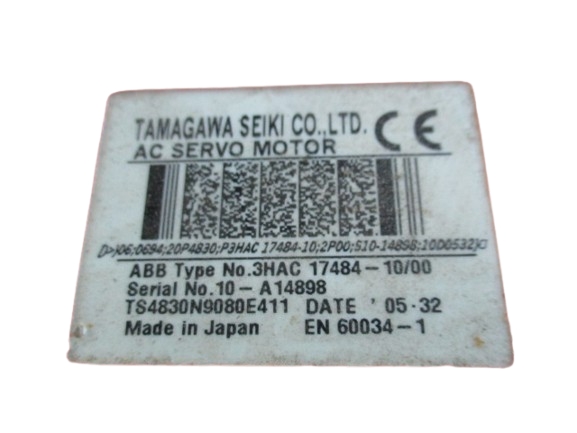 TAMAGAWA SEIKI CO.,LTD. CE
AC SERVO MOTOR
[)>)06;0694;20P4830;P3HAC 17484-10;2P00;S10-14898;10D0532
ABB Type No.3HAC 17484-10/00
Serial No.10-A14898
TS4830N9080E411 DATE '05·32
Made in Japan EN 60034-1